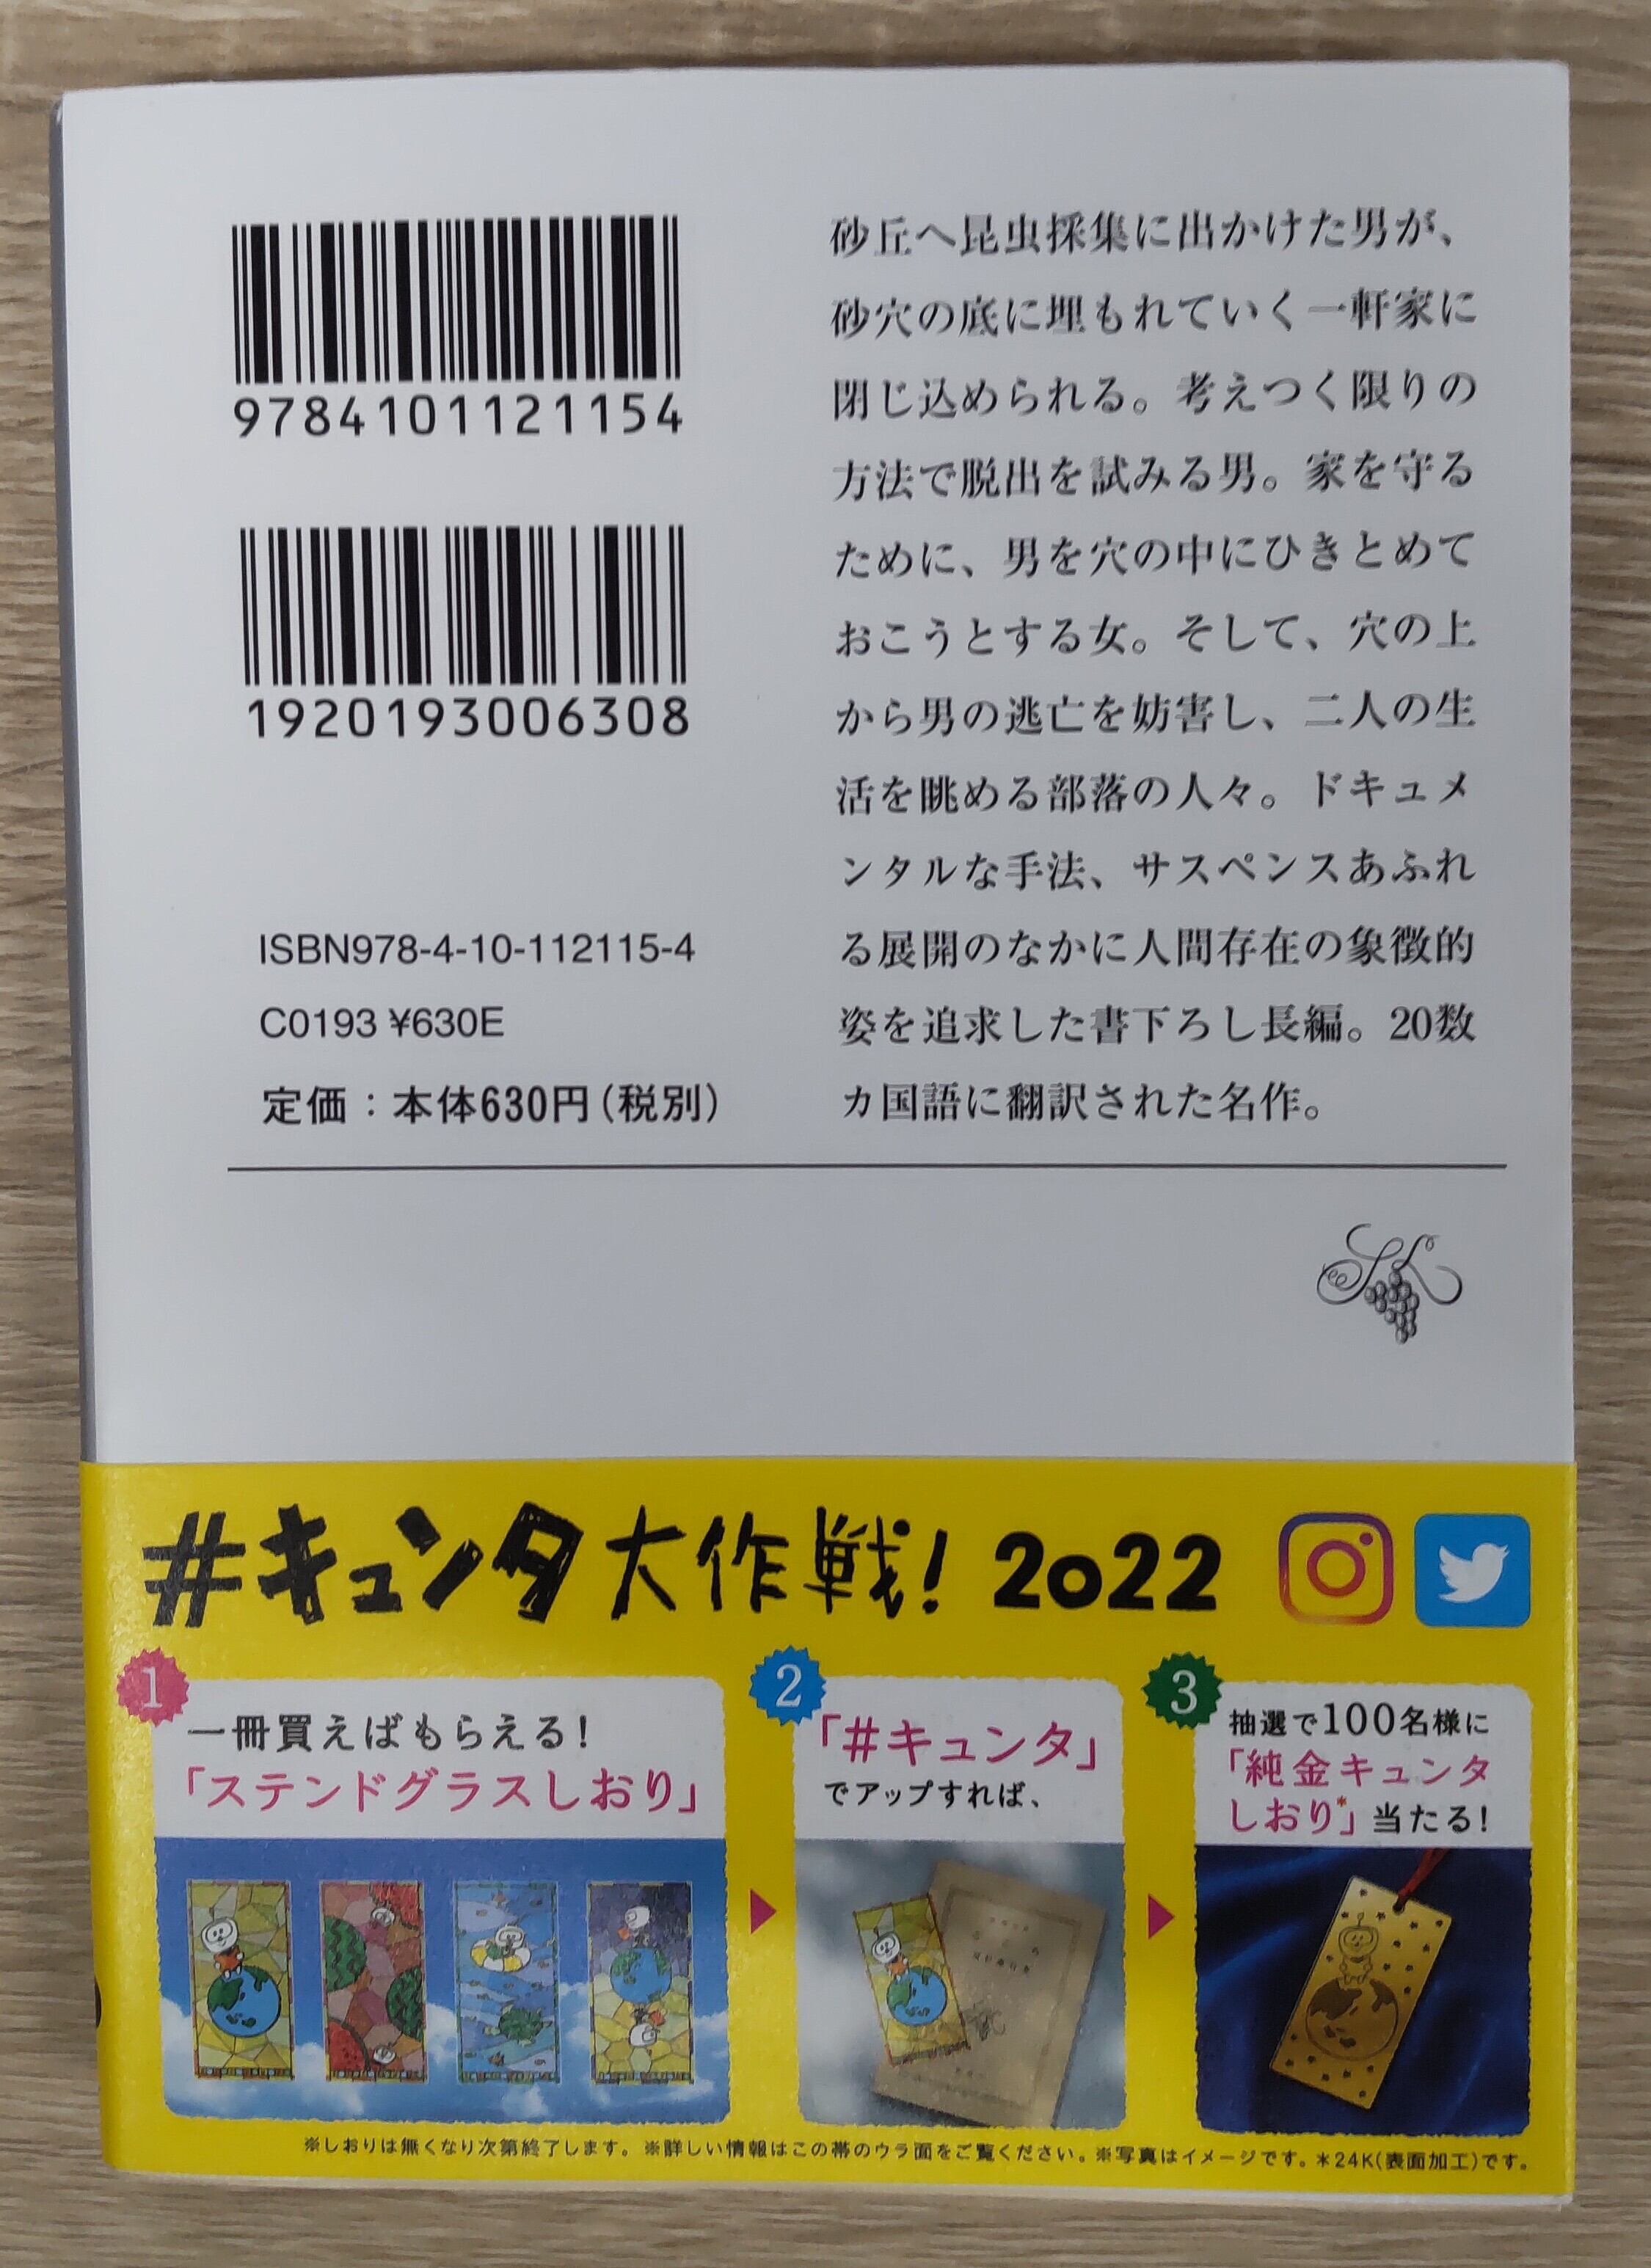 9784101121154
1920193006308
ISBN978-4-10-112115-4
C0193 ¥630E
定価：本体630円(税別)
砂丘へ昆虫採集に出かけた男が、
砂穴の底に埋もれていく一軒家に
閉じ込められる。考えつく限りの
方法で脱出を試みる男。家を守る
ために、男を穴の中にひきとめて
おこうとする女。そして、穴の上
から男の逃亡を妨害し、二人の生
活を眺める部落の人々。ドキュメ
ンタルな手法、サスペンスあふれ
る展開のなかに人間存在の象徴的
姿を追求した書下ろし長編。20数
カ国語に翻訳された名作。
#キュンタ大作戦! 2022
1
一冊買えばもらえる!
「ステンドグラスしおり」
2
「#キュンタ」
でアップすれば、
3
抽選で100名様に
「純金キュンタ
しおり*」当たる!
※しおりは無くなり次第終了します。※詳しい情報はこの帯のウラ面をご覧ください。※写真はイメージです。*24K(表面加工)です。